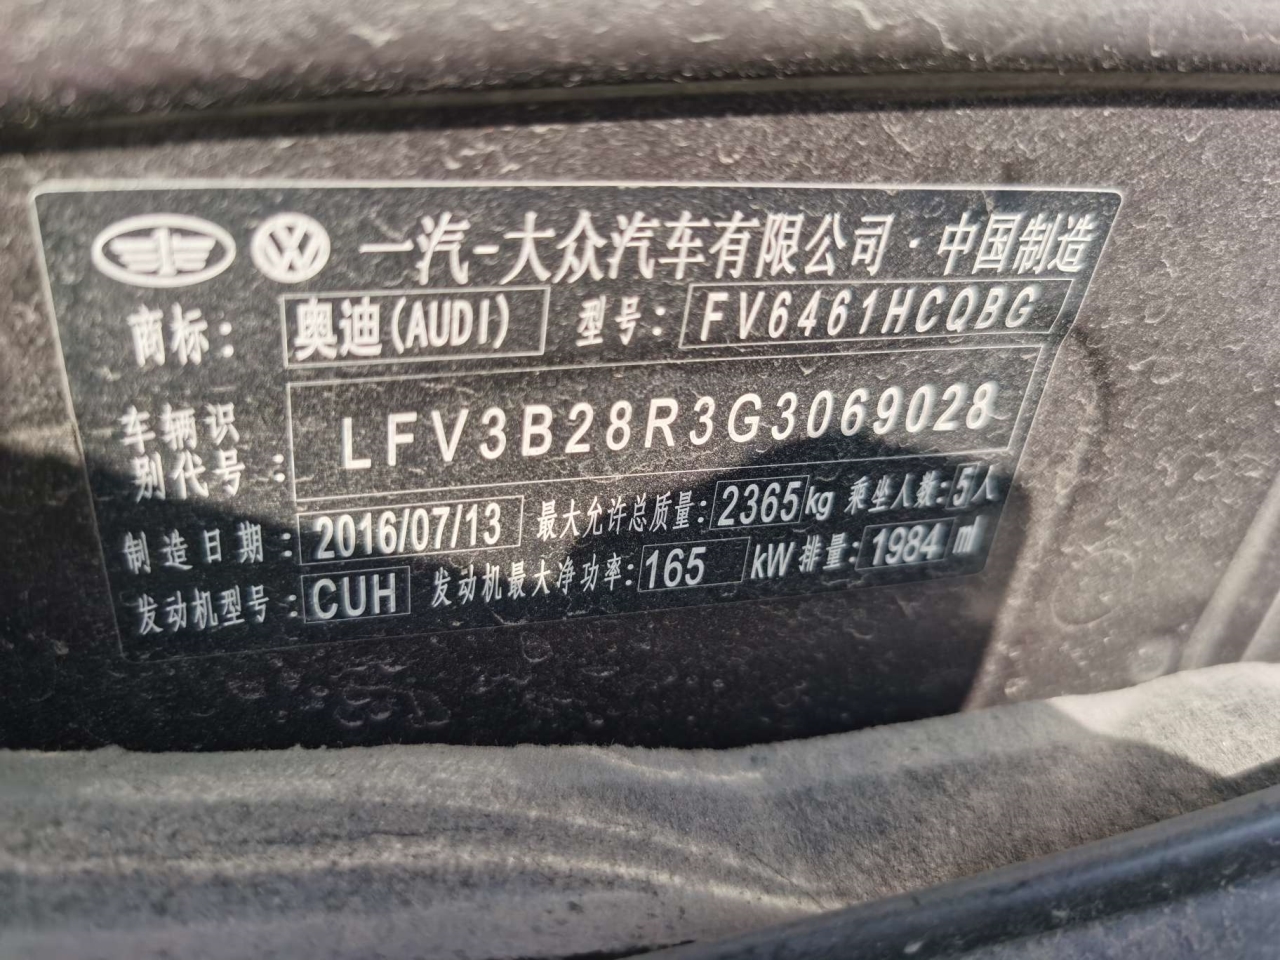 一汽-大众汽车有限公司·中国制造
商标: 奥迪(AUDI) 型号: FV6461HCQBG
车辆识
别代号: LFV3B28R3G3069028
制造日期: 2016/07/13 最大允许总质量: 2365kg 乘坐人数: 5人
发动机型号: CUH 发动机最大净功率: 165 kW 排量: 1984 ml